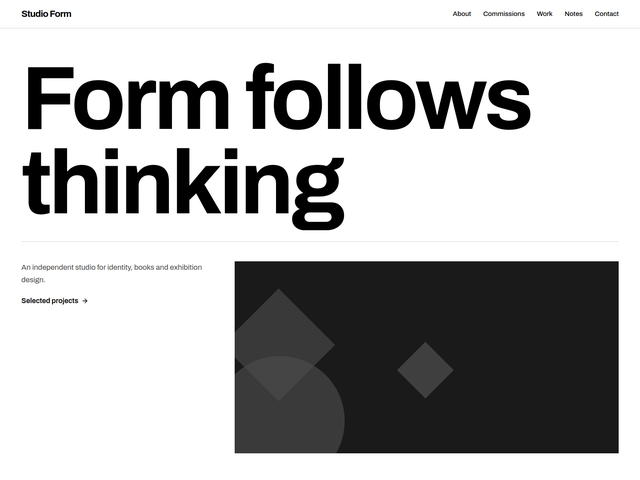 Studio Form
About Commissions Work Notes Contact
Form follows
thinking
An independent studio for identity, books and exhibition
design.
Selected projects →